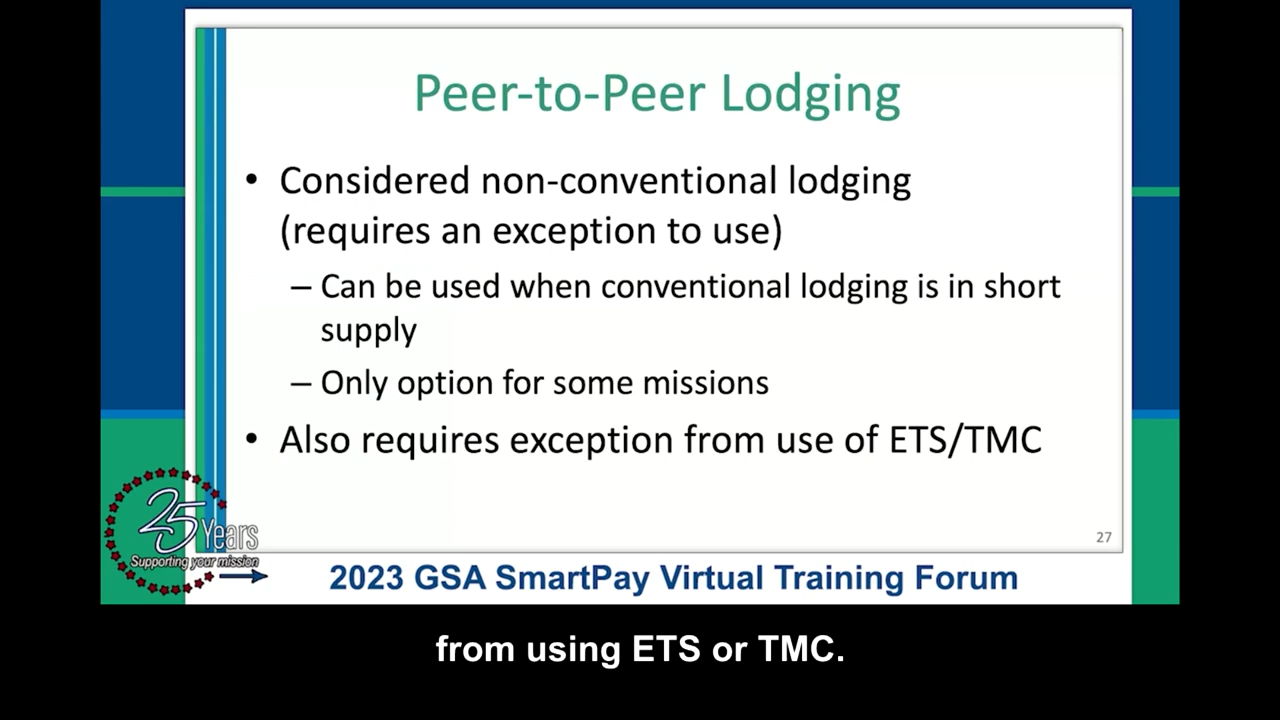 Peer-to-Peer Lodging
• Considered non-conventional lodging
(requires an exception to use)
– Can be used when conventional lodging is in short
supply
– Only option for some missions
• Also requires exception from use of ETS/TMC
27
25 Years
Supporting your mission
2023 GSA SmartPay Virtual Training Forum
from using ETS or TMC.